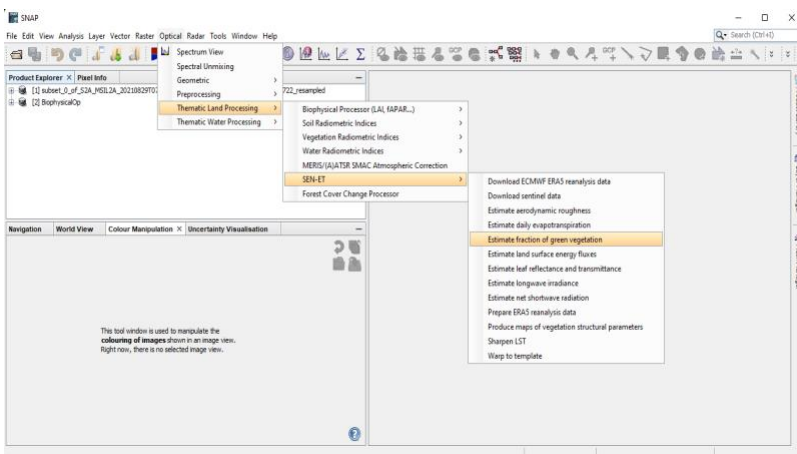 SNAP
File Edit View Analysis Layer Vector Raster Optical Radar Tools Window Help
Search (Ctrl+I)
Spectrum View
Spectral Unmixing
Geometric
Preprocessing
Thematic Land Processing
Thematic Water Processing
Product Explorer Pixel Info
[1] subset_0_of_S2A_MSIL2A_20210829T07
722_resampled
[2] BiophysicalOp
Biophysical Processor (LAI, fAPAR...)
Soil Radiometric Indices
Vegetation Radiometric Indices
Water Radiometric Indices
MERIS/(A)ATSR SMAC Atmospheric Correction
SEN-ET
Forest Cover Change Processor
Download ECMWF ERA5 reanalysis data
Download sentinel data
Estimate aerodynamic roughness
Estimate daily evapotranspiration
Estimate fraction of green vegetation
Estimate land surface energy fluxes
Estimate leaf reflectance and transmittance
Estimate longwave irradiance
Estimate net shortwave radiation
Prepare ERA5 reanalysis data
Produce maps of vegetation structural parameters
Sharpen LST
Warp to template
Navigation World View Colour Manipulation Uncertainty Visualisation
This tool window is used to manipulate the
colouring of images shown in an image view.
Right now, there is no selected image view.